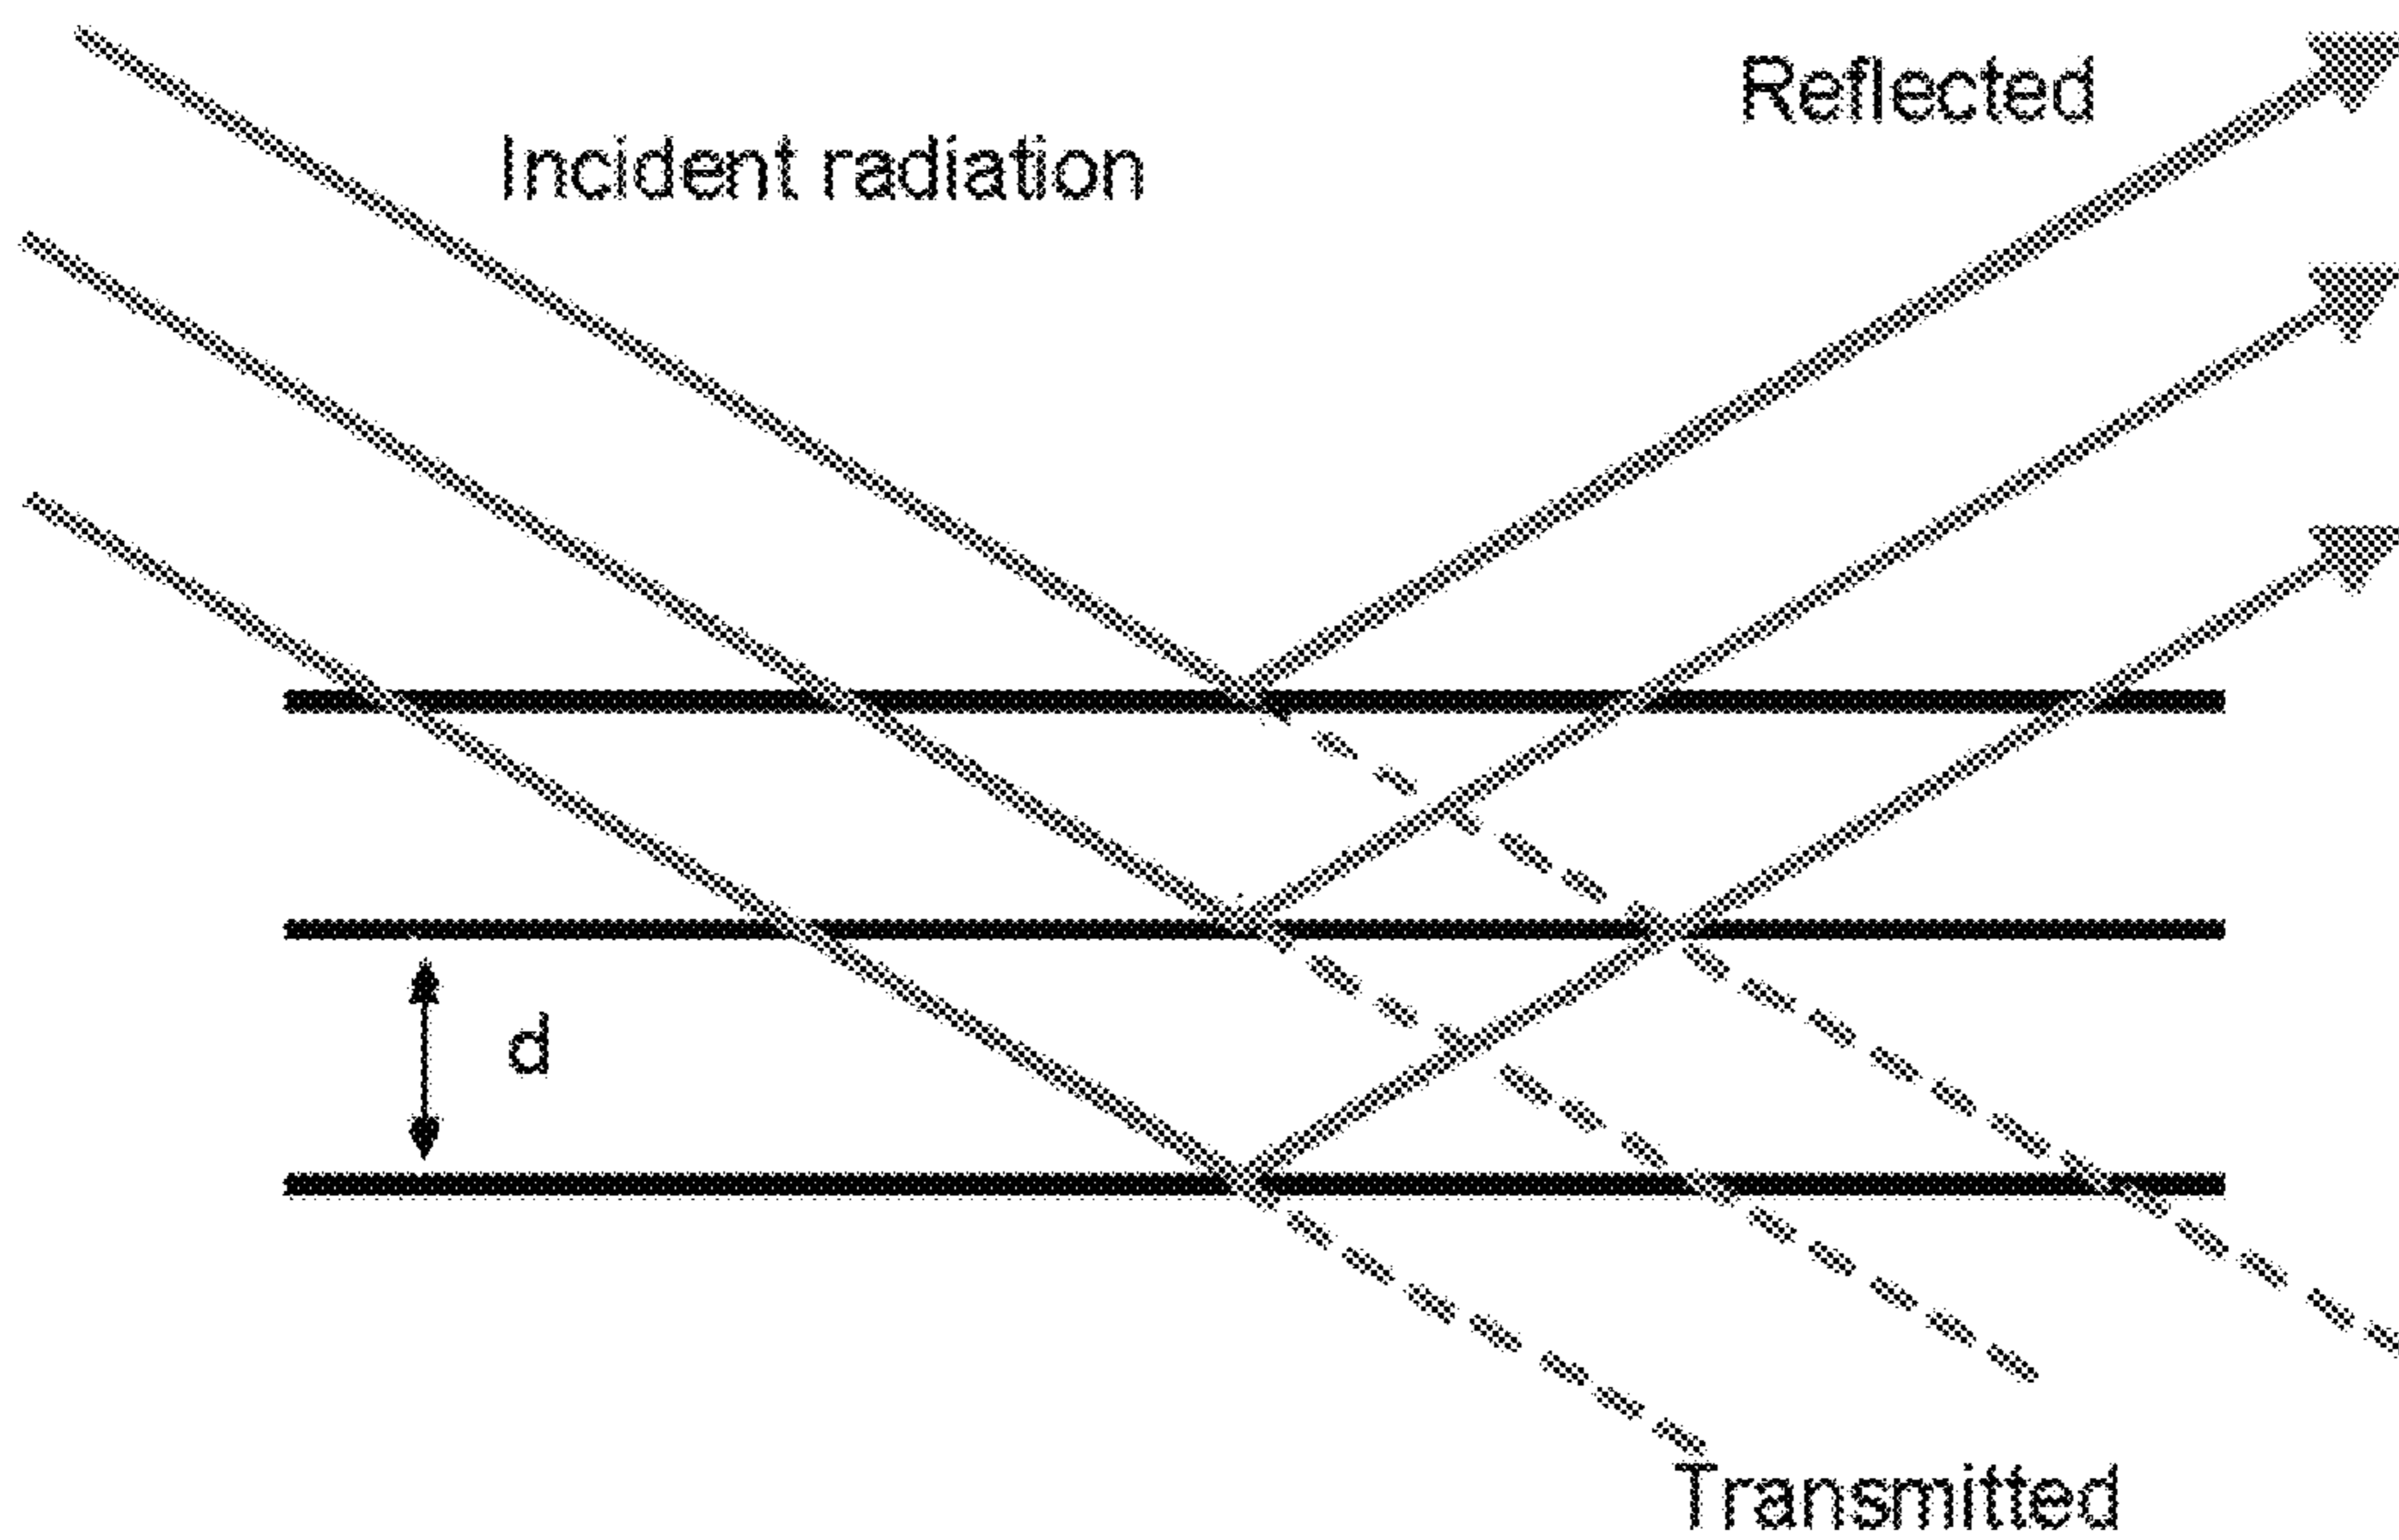 Reflected
Incident radiation
d
Transmitted